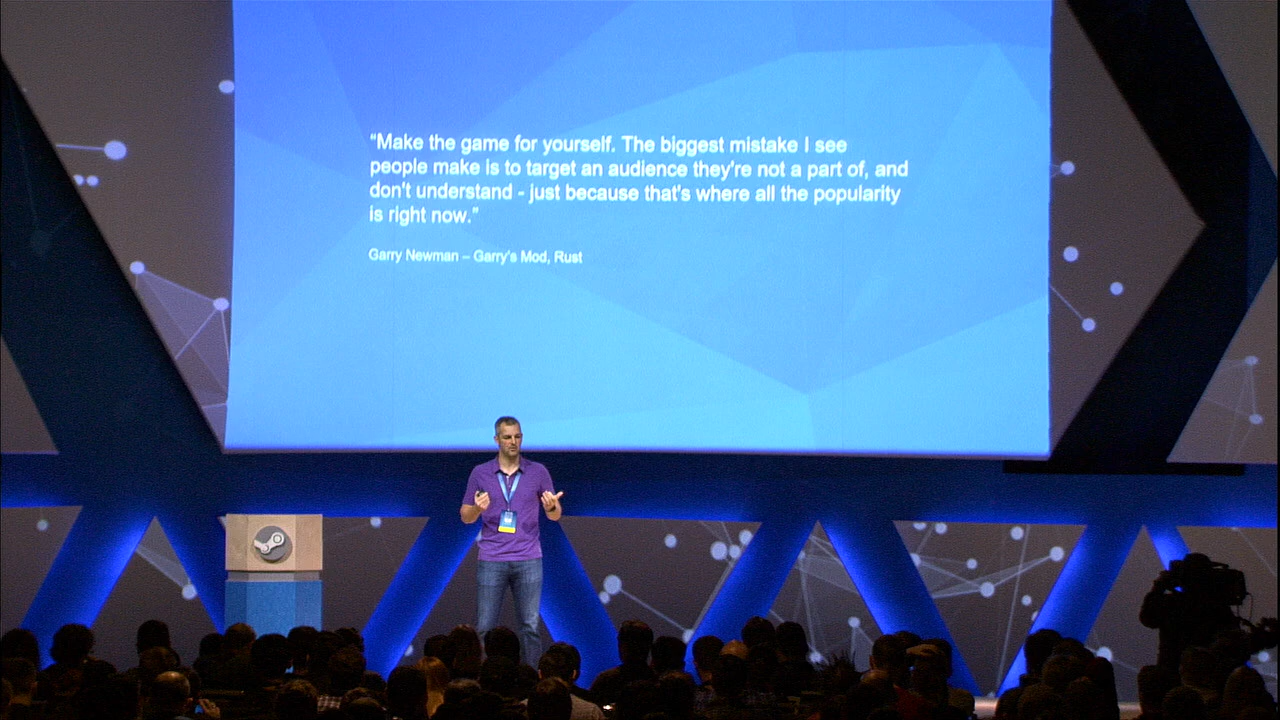 “Make the game for yourself. The biggest mistake I see
people make is to target an audience they're not a part of, and
don't understand - just because that's where all the popularity
is right now.”
Garry Newman – Garry's Mod, Rust